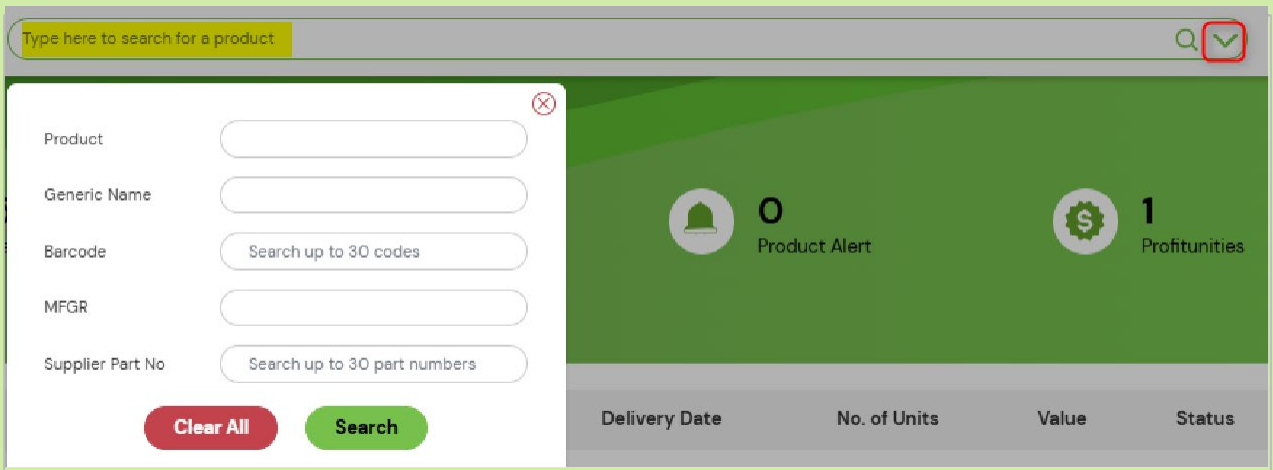 Type here to search for a product
Product
Generic Name
Barcode Search up to 30 codes
MFGR
Supplier Part No Search up to 30 part numbers
Clear All Search
0
Product Alert
1
Profitunities
Delivery Date No. of Units Value Status